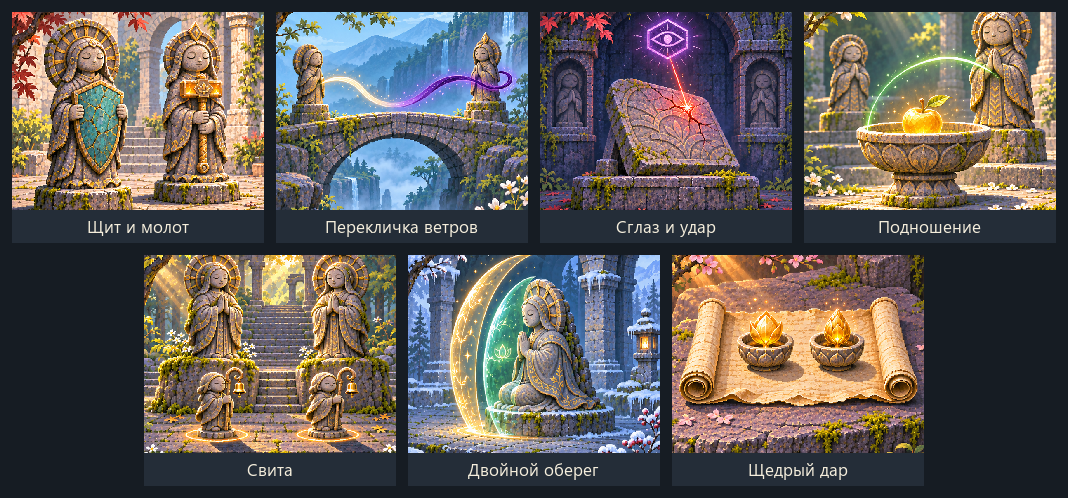 Щит и молот
Перекличка ветров
Сглаз и удар
Подношение
Свита
Двойной оберег
Щедрый дар